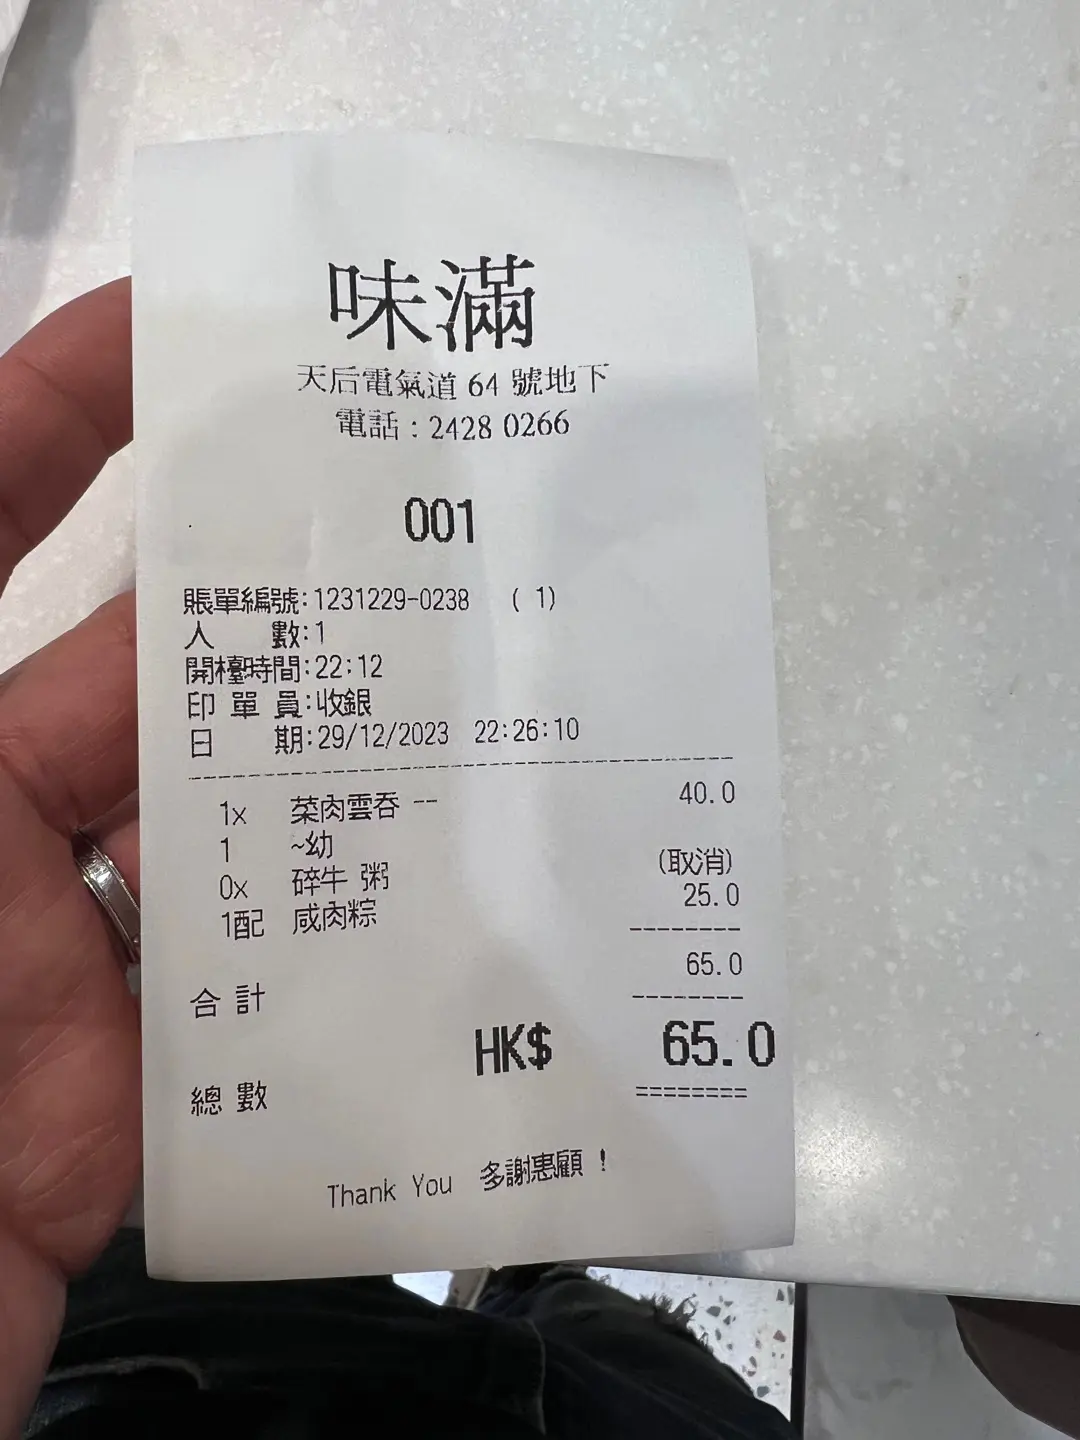 味滿
天后電氣道 64 號地下
電話：2428 0266
001
賬單編號:1231229-0238 ( 1)
人 數:1
開檯時間:22:12
印 單 員:收銀
日 期:29/12/2023 22:26:10
1x 菜肉雲吞 -- 40.0
1 ~幼
0x 碎牛 粥 (取消)
1配 咸肉粽 25.0
65.0
合 計
HK$ 65.0
總 數
Thank You 多謝惠顧 !